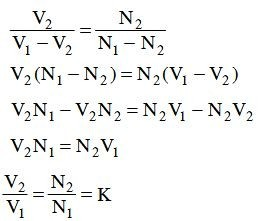 V₂/(V₁ − V₂) = N₂/(N₁ − N₂)
V₂(N₁ − N₂) = N₂(V₁ − V₂)
V₂N₁ − V₂N₂ = N₂V₁ − N₂V₂
V₂N₁ = N₂V₁
V₂/V₁ = N₂/N₁ = K